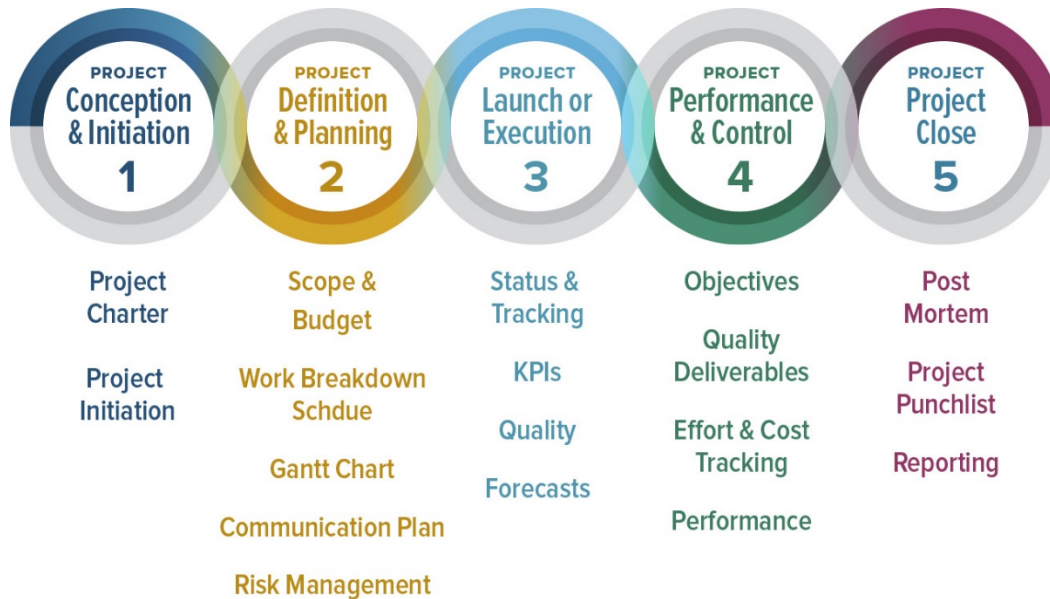 PROJECT
Conception
& Initiation
1
PROJECT
Definition
& Planning
2
PROJECT
Launch or
Execution
3
PROJECT
Performance
& Control
4
PROJECT
Project
Close
5
Project
Charter
Project
Initiation
Scope &
Budget
Work Breakdown
Schdue
Gantt Chart
Communication Plan
Risk Management
Status &
Tracking
KPIs
Quality
Forecasts
Objectives
Quality
Deliverables
Effort & Cost
Tracking
Performance
Post
Mortem
Project
Punchlist
Reporting